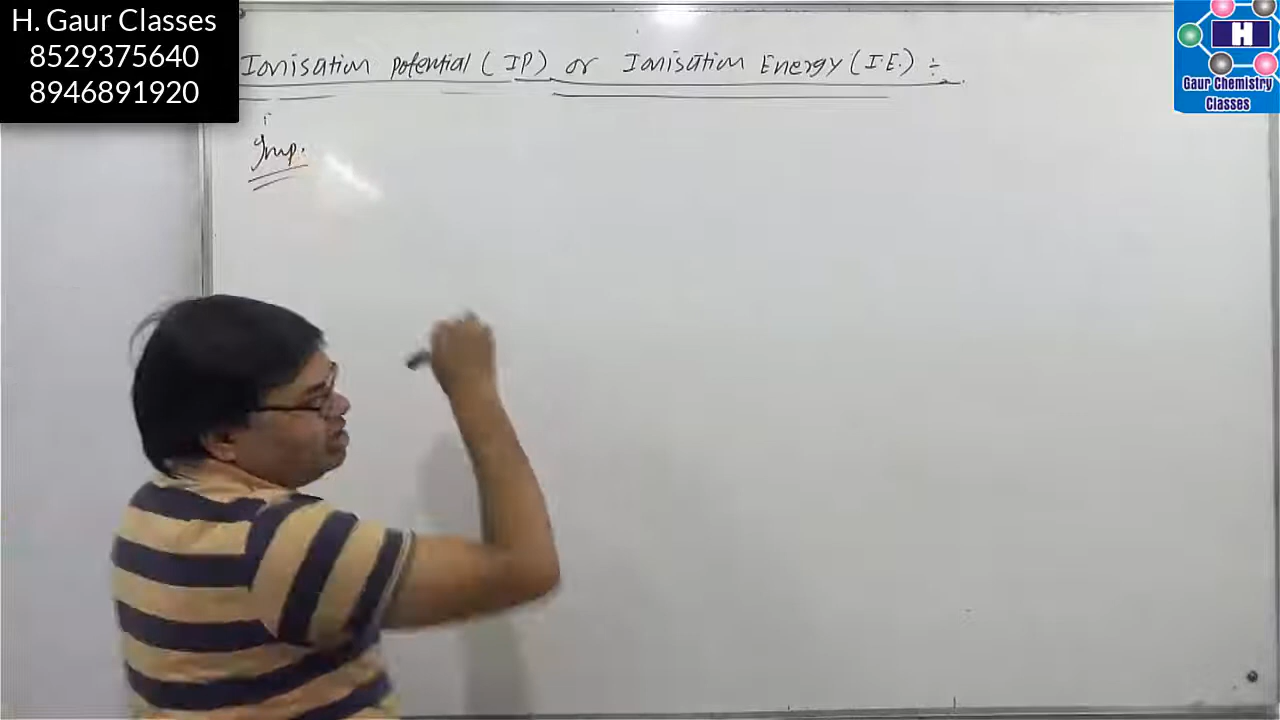 H. Gaur Classes
8529375640
8946891920
Ionisation Potential (IP) or Ionisation Energy (I.E.) ÷
Imp.
H
Gaur Chemistry
Classes